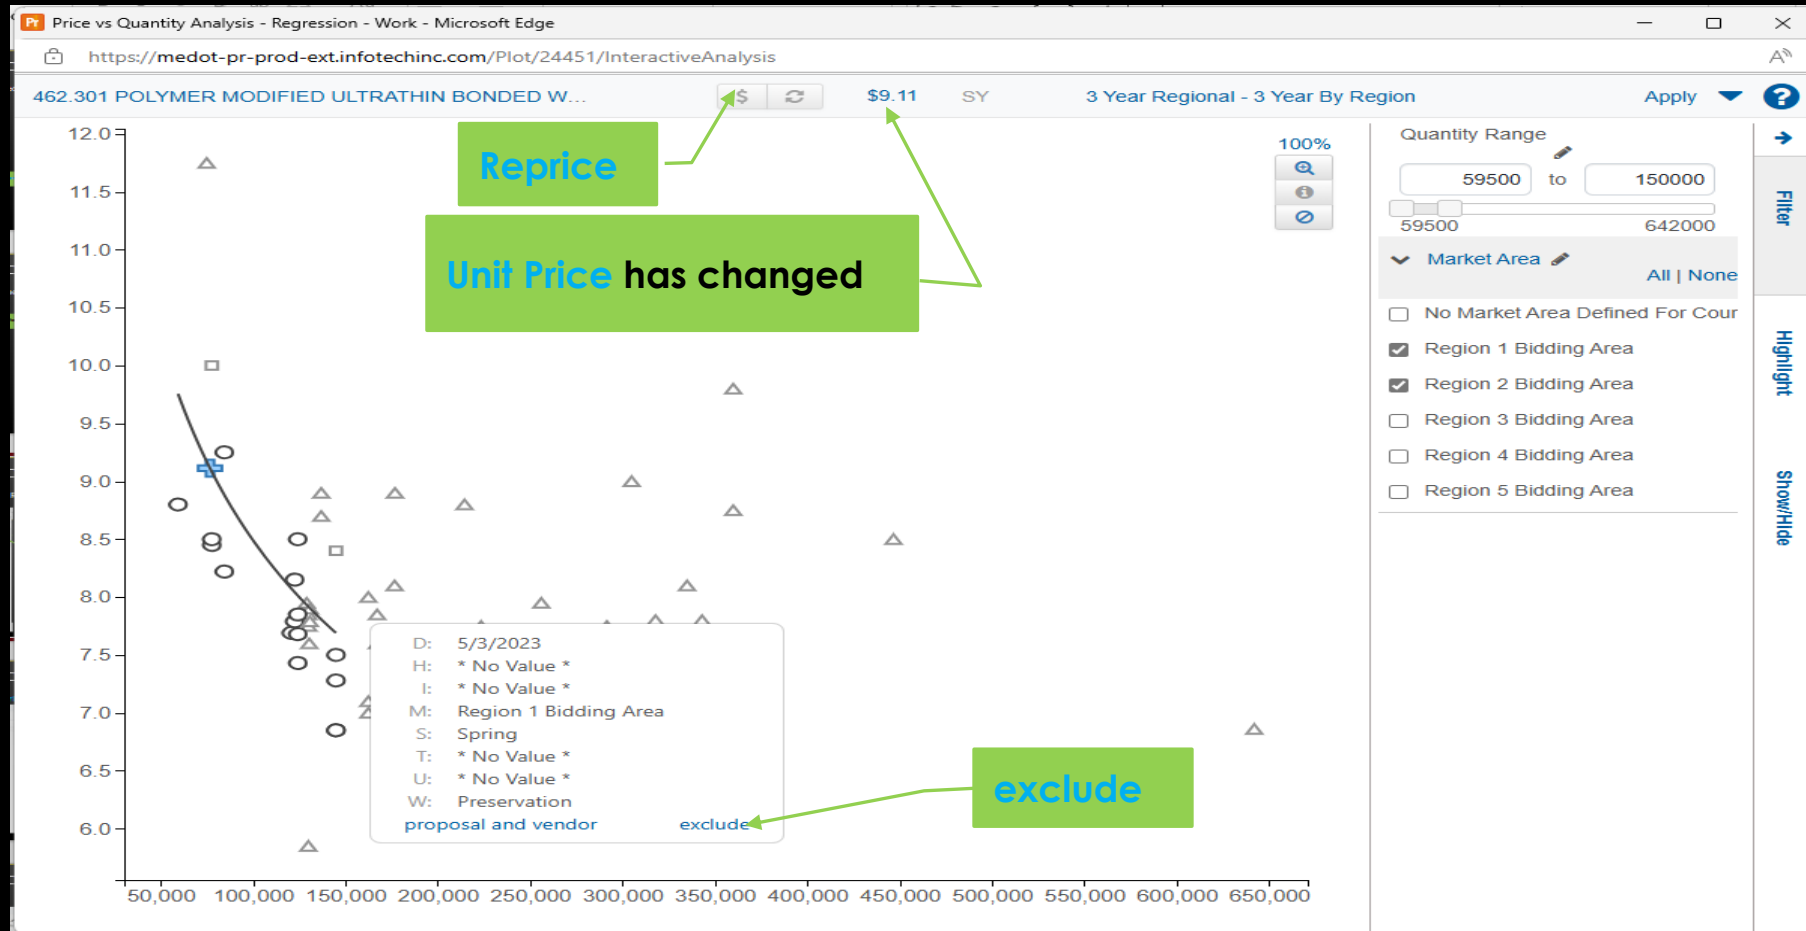 Pr Price vs Quantity Analysis - Regression - Work - Microsoft Edge
https://medot-pr-prod-ext.infotechinc.com/Plot/24451/InteractiveAnalysis
462.301 POLYMER MODIFIED ULTRATHIN BONDED W... $ $9.11 SY 3 Year Regional - 3 Year By Region Apply ?
Reprice
Unit Price has changed
12.0
11.5
11.0
10.5
10.0
9.5
9.0
8.5
8.0
7.5
7.0
6.5
6.0
50,000 100,000 150,000 200,000 250,000 300,000 350,000 400,000 450,000 500,000 550,000 600,000 650,000
100%
D: 5/3/2023
H: * No Value *
I: * No Value *
M: Region 1 Bidding Area
S: Spring
T: * No Value *
U: * No Value *
W: Preservation
proposal and vendor exclude
exclude
Quantity Range
59500 to 150000
59500 642000
Market Area
All | None
No Market Area Defined For Cour
Region 1 Bidding Area
Region 2 Bidding Area
Region 3 Bidding Area
Region 4 Bidding Area
Region 5 Bidding Area
Filter
Highlight
Show/Hide